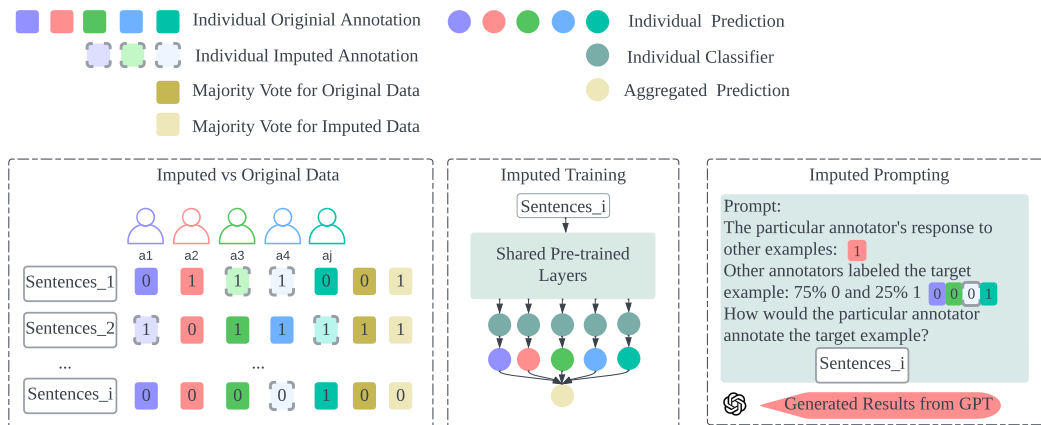 Individual Originial Annotation
Individual Imputed Annotation
Majority Vote for Original Data
Majority Vote for Imputed Data
Individual Prediction
Individual Classifier
Aggregated Prediction
Imputed vs Original Data
a1 a2 a3 a4 aj
Sentences_1 0 1 1 1 0 0 1
Sentences_2 1 0 1 1 1 1 1
... ...
Sentences_i 0 0 0 0 1 0 0
Imputed Training
Sentences_i
Shared Pre-trained
Layers
Imputed Prompting
Prompt:
The particular annotator's response to
other examples: 1
Other annotators labeled the target
example: 75% 0 and 25% 1 0 0 0 1
How would the particular annotator
annotate the target example?
Sentences_i
Generated Results from GPT